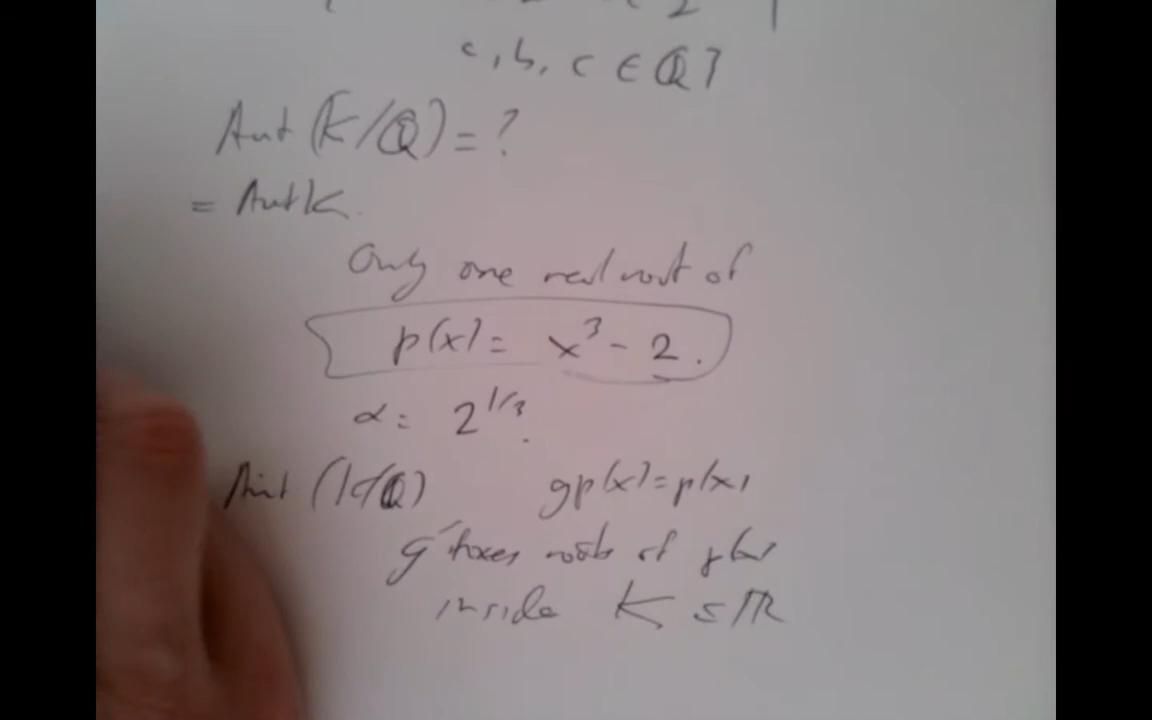 c, b, c ∈ ℚ}
Aut (K/ℚ) = ?
= Aut K.
Only one real root of
p(x) = x³ - 2.
α = 2^{1/3}.
Aut (K/ℚ) gp(x) = p(x)
g fixes roots of p(x)
inside K ≤ ℝ